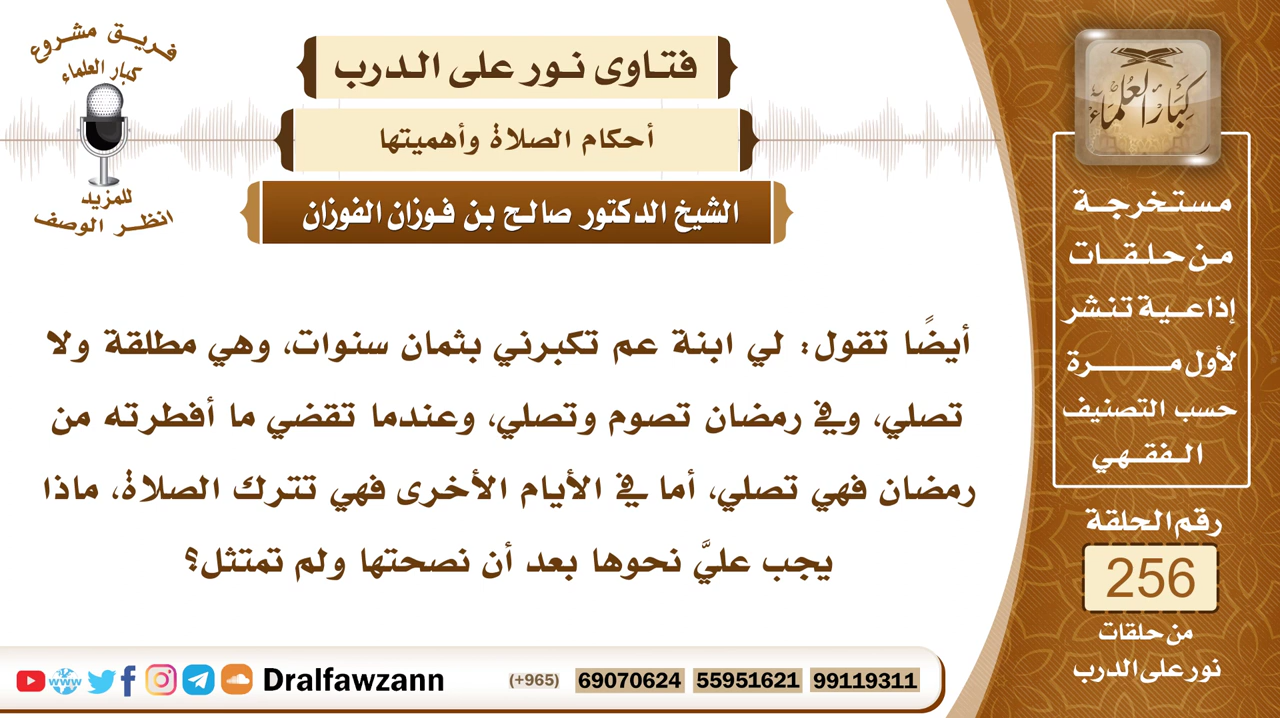 فريق مشروع
كبار العلماء
للمزيد
انظر الوصف
فتاوى نور على الدرب
أحكام الصلاة وأهميتها
الشيخ الدكتور صالح بن فوزان الفوزان
أيضًا تقول: لي ابنة عم تكبرني بثمان سنوات، وهي مطلقة ولا
تصلي، وفي رمضان تصوم وتصلي، وعندما تقضي ما أفطرته من
رمضان فهي تصلي، أما في الأيام الأخرى فهي تترك الصلاة، ماذا
يجب عليَّ نحوها بعد أن نصحتها ولم تمتثل؟
كبار العلماء
مستخرجة
من حلقات
إذاعية تنشر
لأول مرة
حسب التصنيف
الفقهي
رقم الحلقة
256
من حلقات
نور على الدرب
www Dralfawzann (+965) 69070624 55951621 99119311